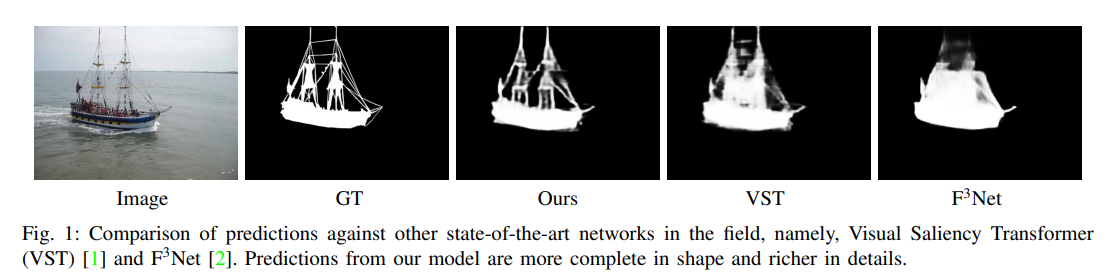 Image GT Ours VST F³Net
Fig. 1: Comparison of predictions against other state-of-the-art networks in the field, namely, Visual Saliency Transformer
(VST) [1] and F³Net [2]. Predictions from our model are more complete in shape and richer in details.